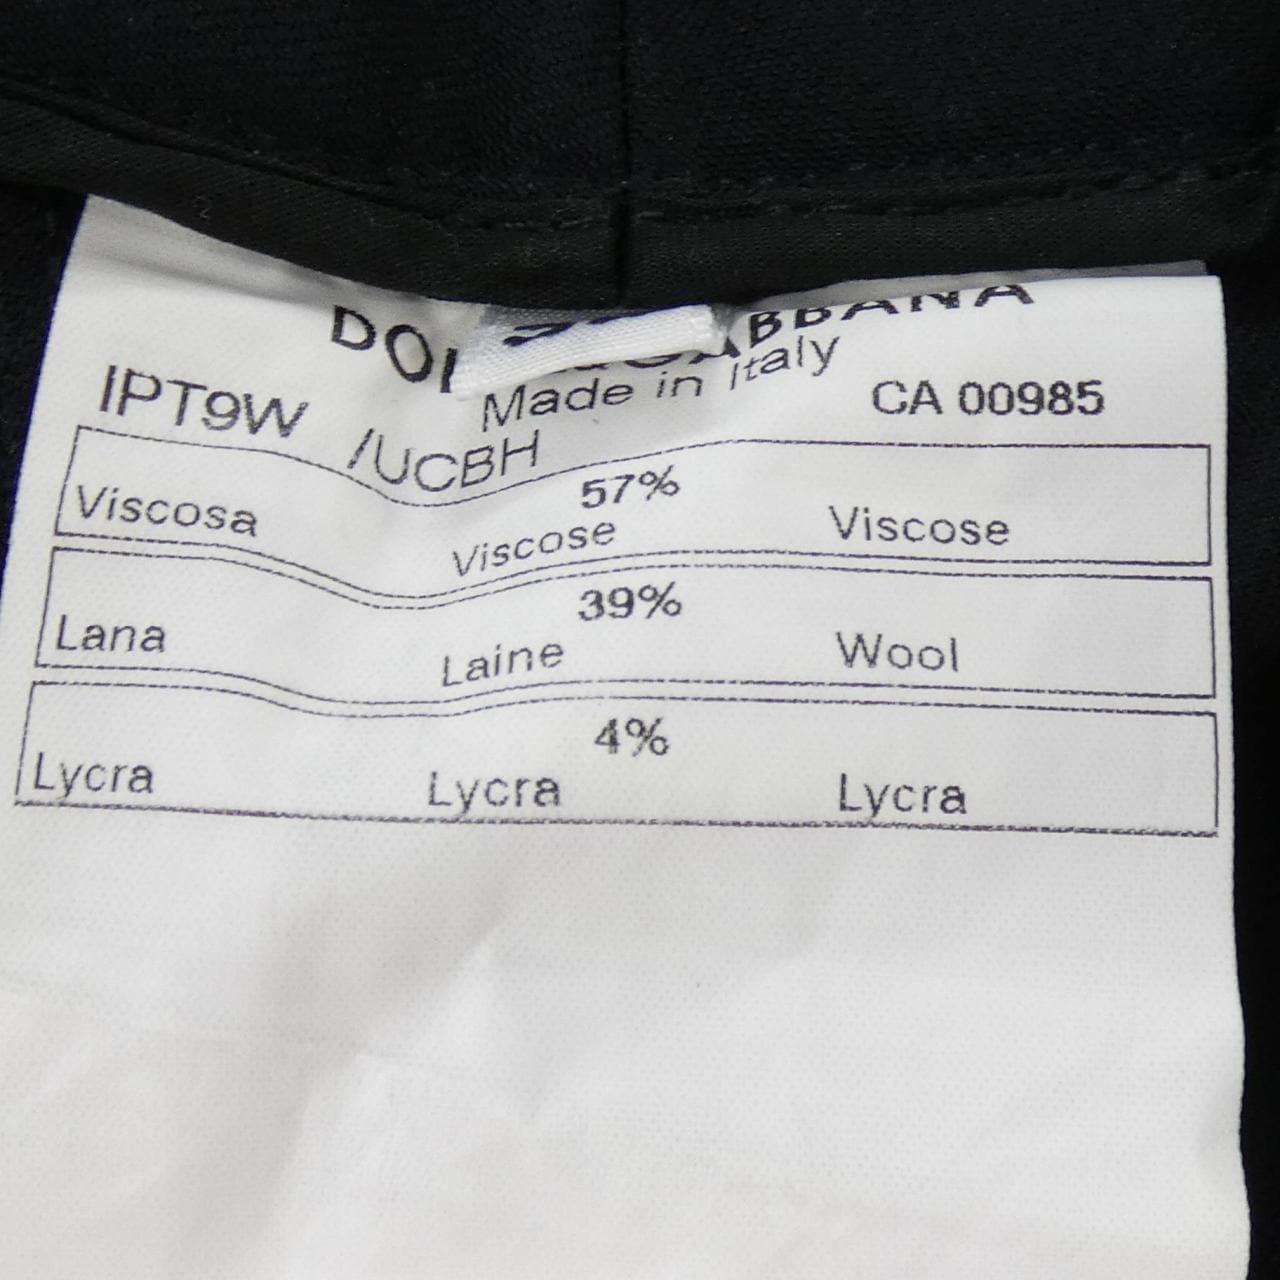 DOL GABBANA
Made in Italy
IPT9W /UCBH CA 00985
57%
Viscosa Viscose Viscose
39%
Lana Laine Wool
4%
Lycra Lycra Lycra